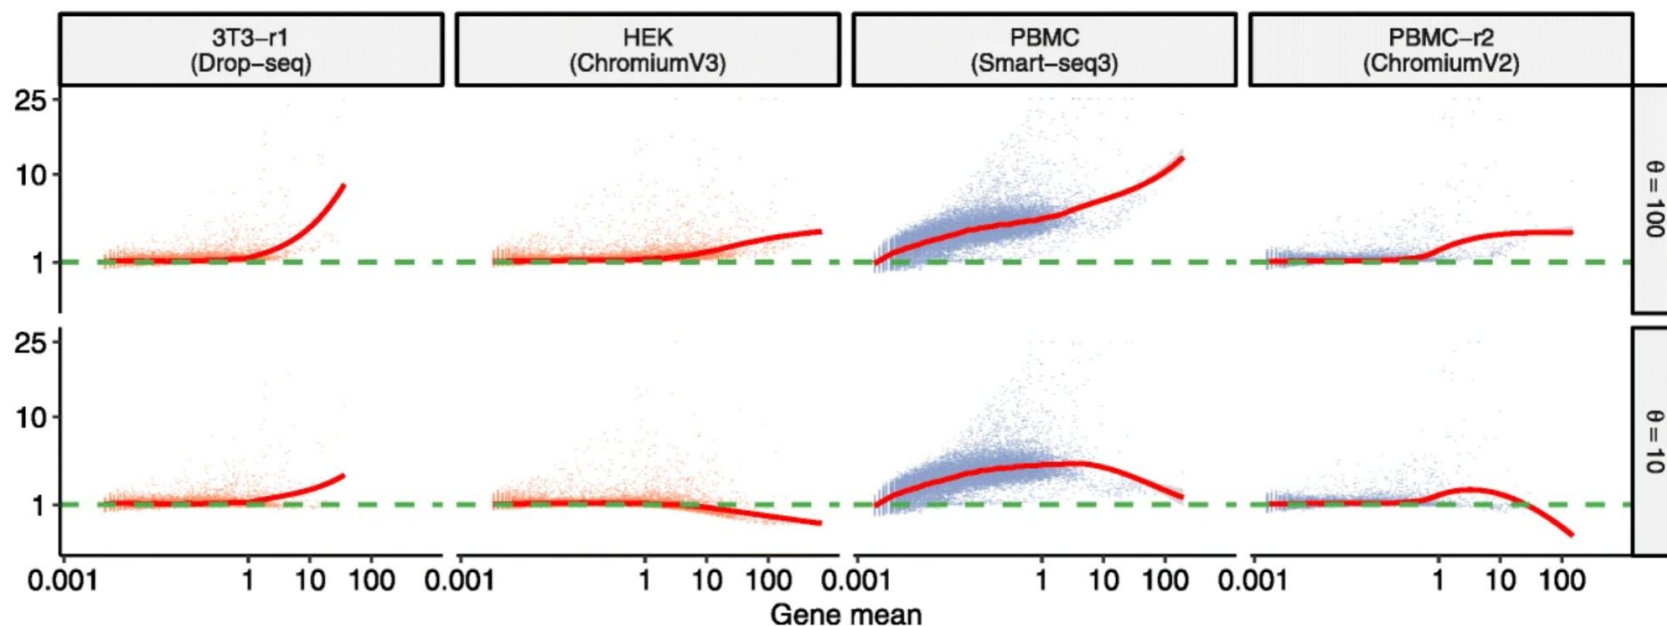 3T3−r1
(Drop−seq)
HEK
(ChromiumV3)
PBMC
(Smart−seq3)
PBMC−r2
(ChromiumV2)
25
10
1
θ = 100
25
10
1
θ = 10
0.001 1 10 100 0.001 1 10 100 0.001 1 10 100 0.001 1 10 100
Gene mean